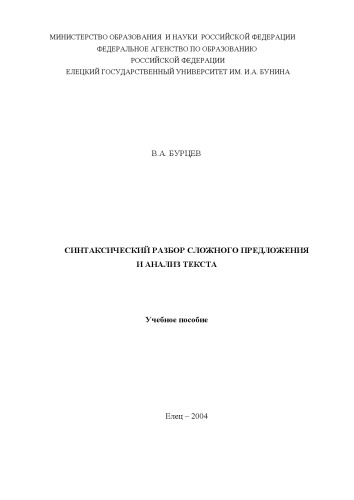 МИНИСТЕРСТВО ОБРАЗОВАНИЯ И НАУКИ РОССИЙСКОЙ ФЕДЕРАЦИИ
ФЕДЕРАЛЬНОЕ АГЕНСТВО ПО ОБРАЗОВАНИЮ
РОССИЙСКОЙ ФЕДЕРАЦИИ
ЕЛЕЦКИЙ ГОСУДАРСТВЕННЫЙ УНИВЕРСИТЕТ ИМ. И.А. БУНИНА
В.А. БУРЦЕВ
СИНТАКСИЧЕСКИЙ РАЗБОР СЛОЖНОГО ПРЕДЛОЖЕНИЯ
И АНАЛИЗ ТЕКСТА
Учебное пособие
Елец – 2004